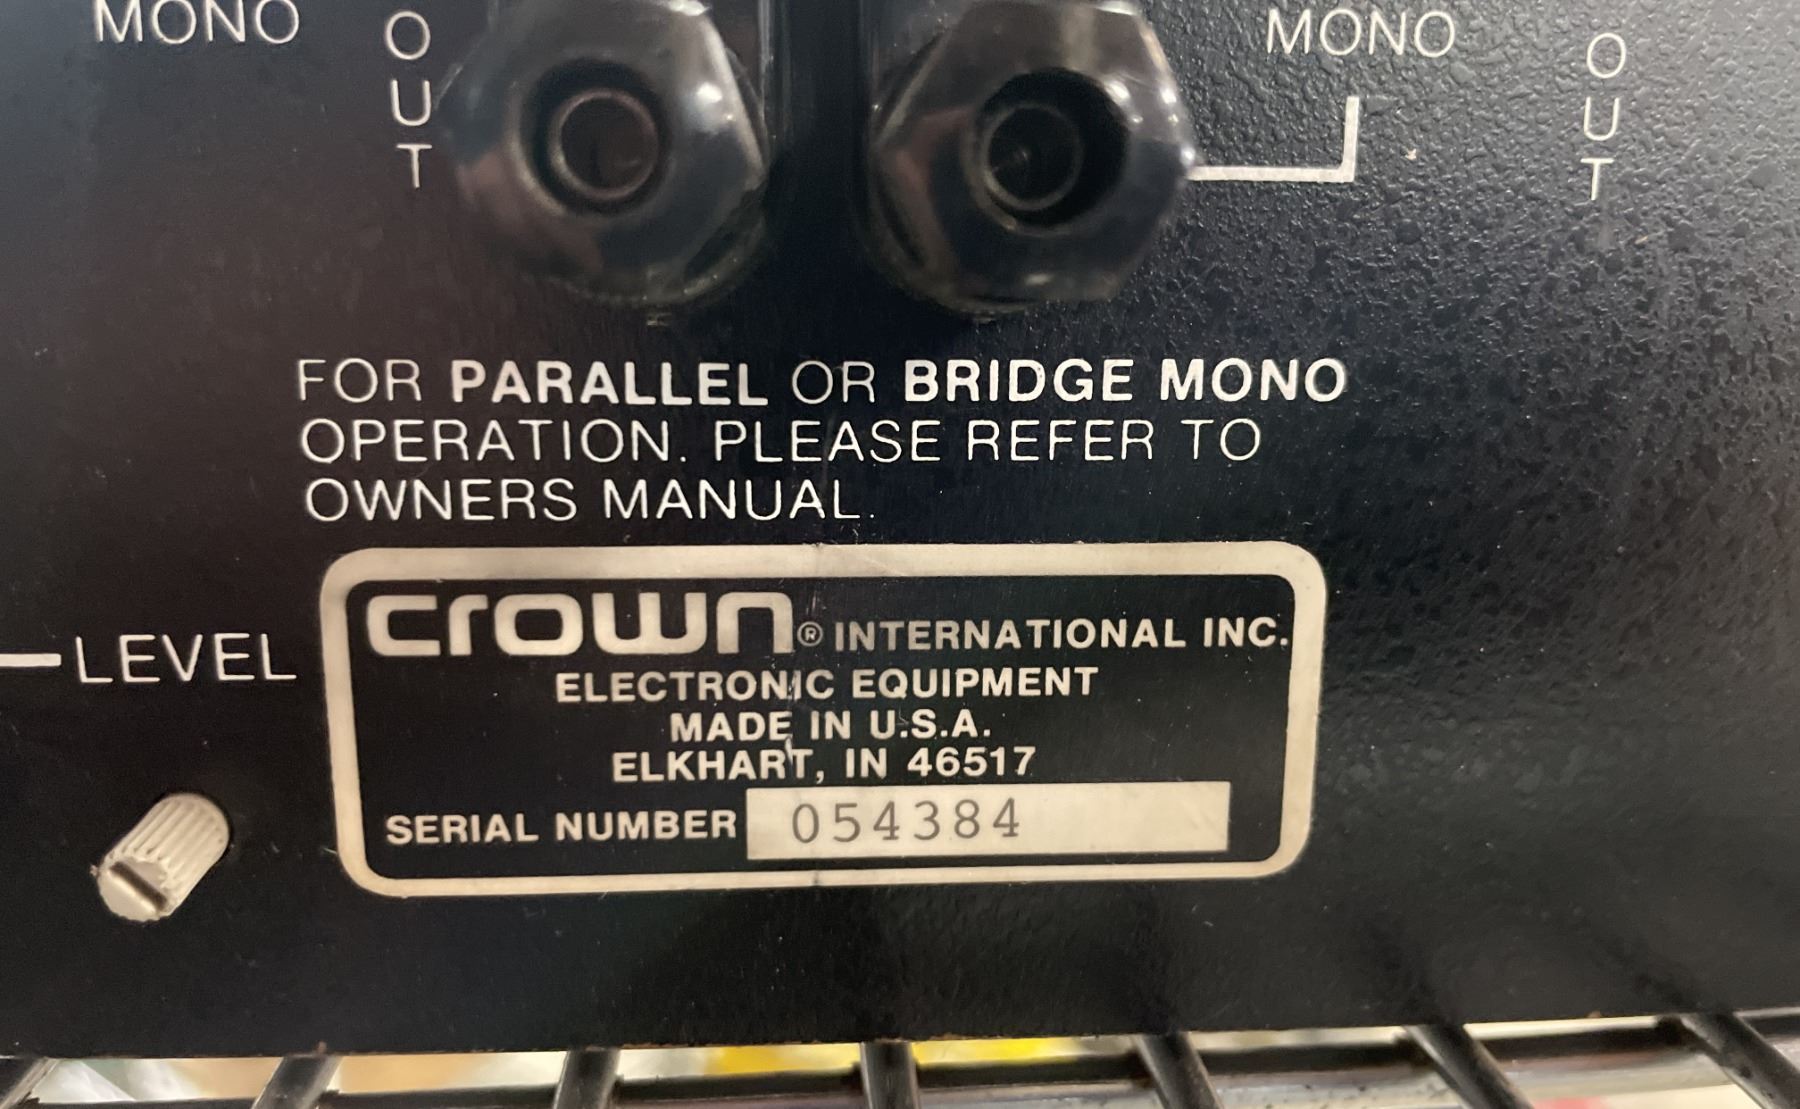 MONO
OUT
MONO
OUT
FOR PARALLEL OR BRIDGE MONO
OPERATION. PLEASE REFER TO
OWNERS MANUAL.
LEVEL
crown® INTERNATIONAL INC.
ELECTRONIC EQUIPMENT
MADE IN U.S.A.
ELKHART, IN 46517
SERIAL NUMBER 054384